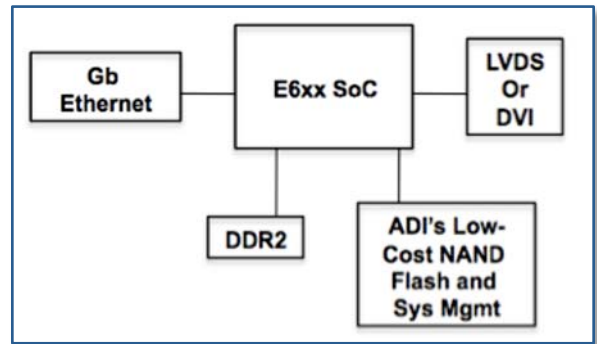 Gb
Ethernet
E6xx SoC
LVDS
Or
DVI
DDR2
ADI's Low-
Cost NAND
Flash and
Sys Mgmt